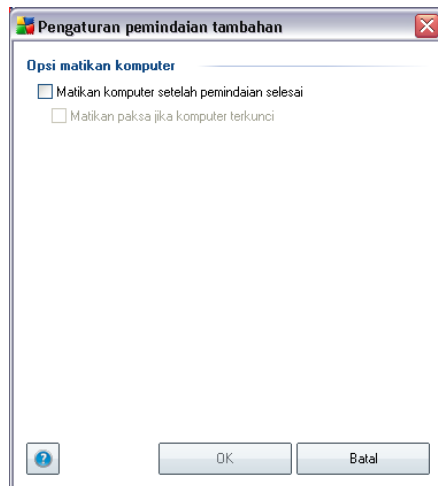 Pengaturan pemindaian tambahan
Opsi matikan komputer
Matikan komputer setelah pemindaian selesai
Matikan paksa jika komputer terkunci
?
OK Batal